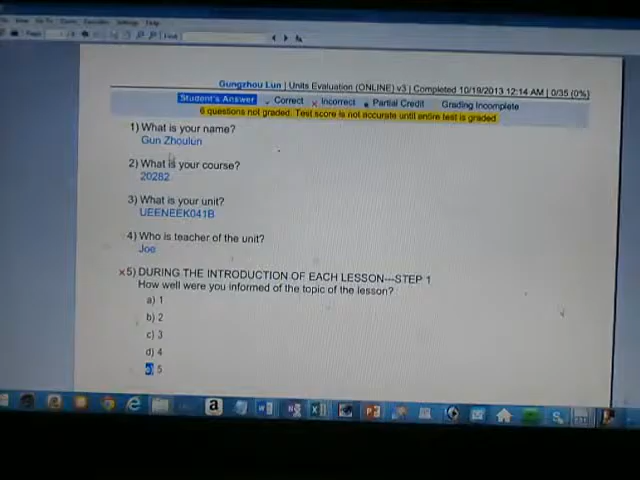 Gungzhou Lun | Units Evaluation (ONLINE) v3 | Completed 10/19/2013 12:14 AM | 0/35 (0%)
Student's Answer Correct × Incorrect Partial Credit Grading Incomplete
6 questions not graded. Test score is not accurate until entire test is graded
1) What is your name?
Gun Zhoulun
2) What is your course?
20282
3) What is your unit?
UEENEEK041B
4) Who is teacher of the unit?
Joe
×5) DURING THE INTRODUCTION OF EACH LESSON---STEP 1
How well were you informed of the topic of the lesson?
a) 1
b) 2
c) 3
d) 4
e) 5